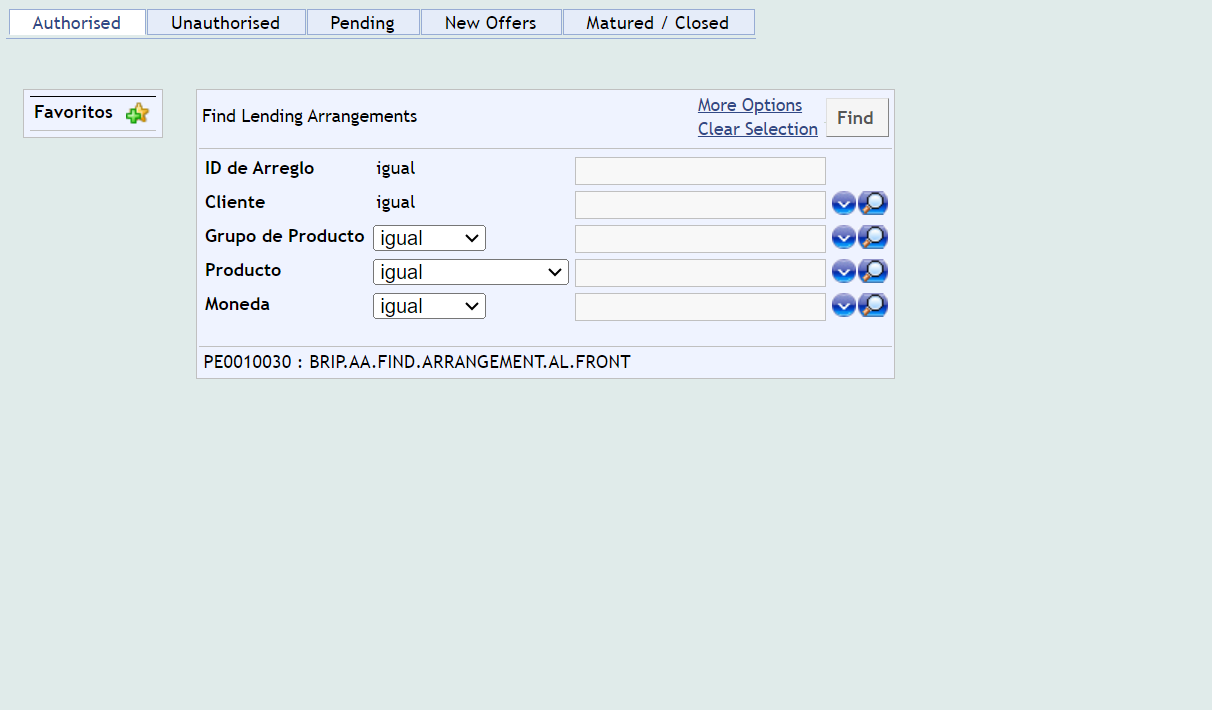 Authorised Unauthorised Pending New Offers Matured / Closed
Favoritos
Find Lending Arrangements
More Options
Clear Selection
Find
ID de Arreglo igual
Cliente igual
Grupo de Producto igual
Producto igual
Moneda igual
PE0010030 : BRIP.AA.FIND.ARRANGEMENT.AL.FRONT